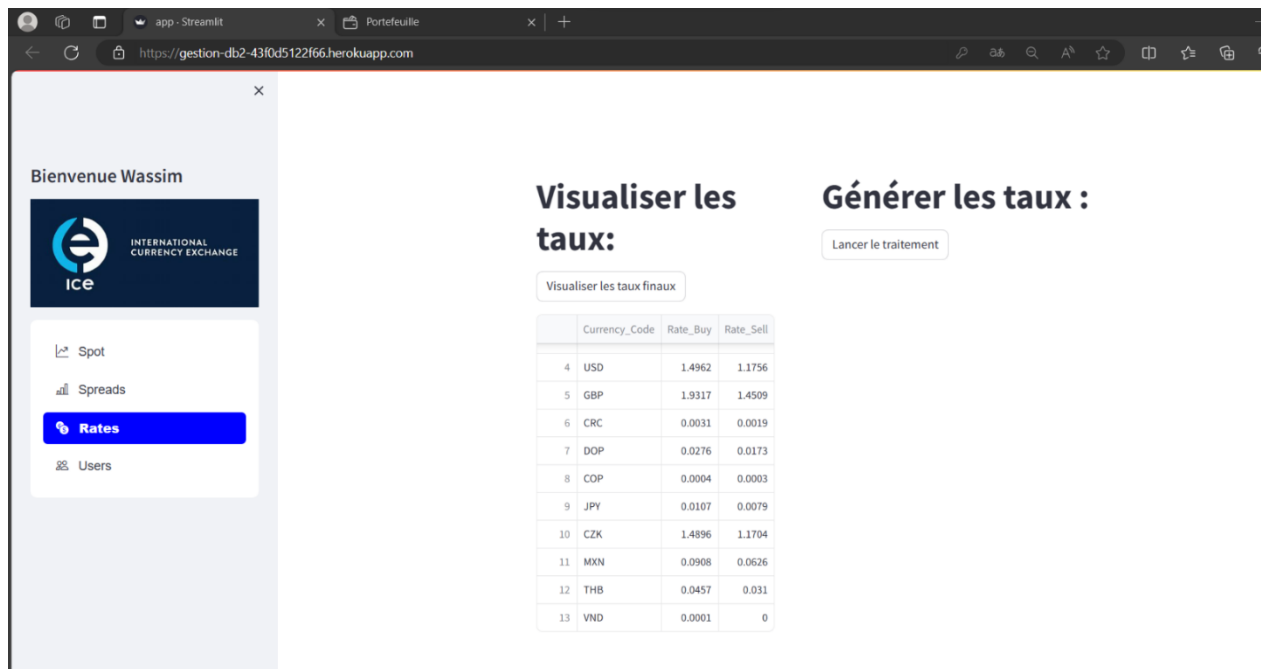 app · Streamlit
Portefeuille
https://gestion-db2-43f0d5122f66.herokuapp.com
Bienvenue Wassim
ice
INTERNATIONAL
CURRENCY EXCHANGE
Spot
Spreads
Rates
Users
Visualiser les
taux:
Visualiser les taux finaux
Currency_Code Rate_Buy Rate_Sell
4 USD 1.4962 1.1756
5 GBP 1.9317 1.4509
6 CRC 0.0031 0.0019
7 DOP 0.0276 0.0173
8 COP 0.0004 0.0003
9 JPY 0.0107 0.0079
10 CZK 1.4896 1.1704
11 MXN 0.0908 0.0626
12 THB 0.0457 0.031
13 VND 0.0001 0
Générer les taux :
Lancer le traitement